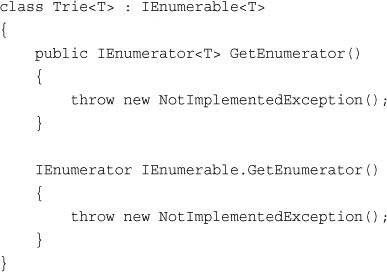 class Trie<T> : IEnumerable<T>
{
    public IEnumerator<T> GetEnumerator()
    {
        throw new NotImplementedException();
    }

    IEnumerator IEnumerable.GetEnumerator()
    {
        throw new NotImplementedException();
    }
}